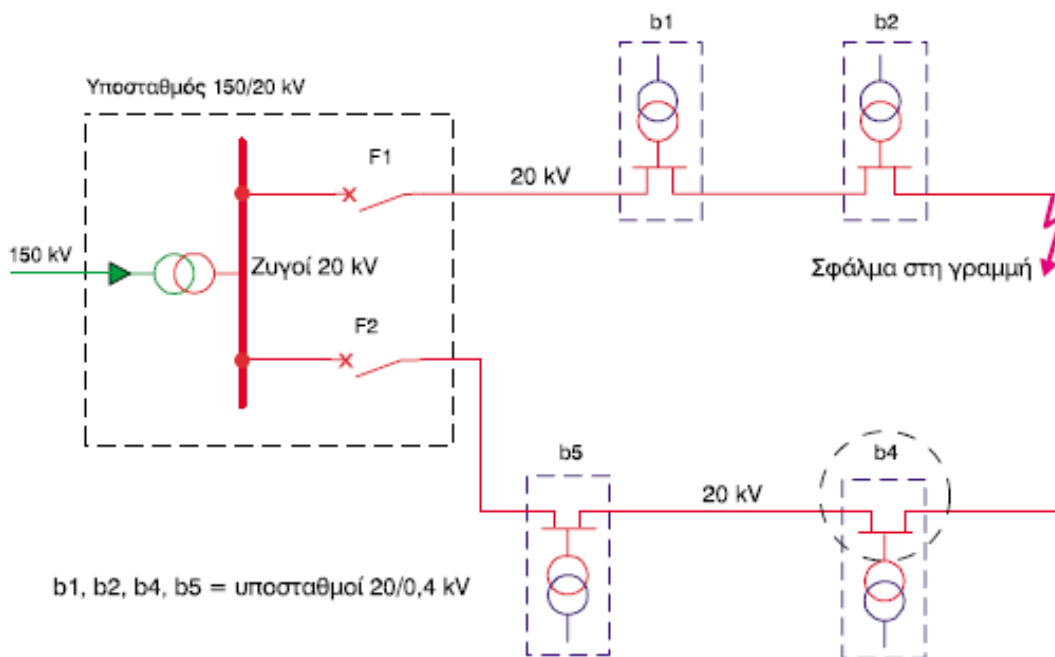 b1
b2
Υποσταθμός 150/20 kV
F1
20 kV
150 kV
Ζυγοί 20 kV
Σφάλμα στη γραμμή
F2
b5
b4
20 kV
b1, b2, b4, b5 = υποσταθμοί 20/0,4 kV